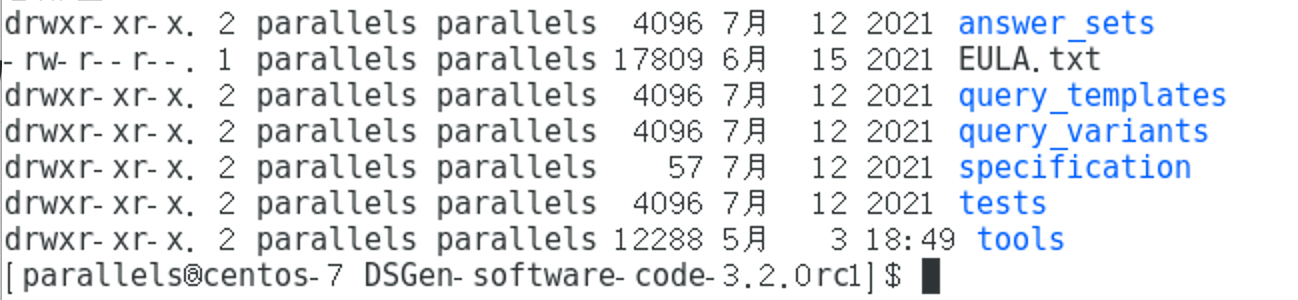 drwxr-xr-x. 2 parallels parallels 4096 7月 12 2021 answer_sets
-rw-r--r--. 1 parallels parallels 17809 6月 15 2021 EULA.txt
drwxr-xr-x. 2 parallels parallels 4096 7月 12 2021 query_templates
drwxr-xr-x. 2 parallels parallels 4096 7月 12 2021 query_variants
drwxr-xr-x. 2 parallels parallels 57 7月 12 2021 specification
drwxr-xr-x. 2 parallels parallels 4096 7月 12 2021 tests
drwxr-xr-x. 2 parallels parallels 12288 5月 3 18:49 tools
[parallels@centos-7 DSGen-software-code-3.2.0rc1]$